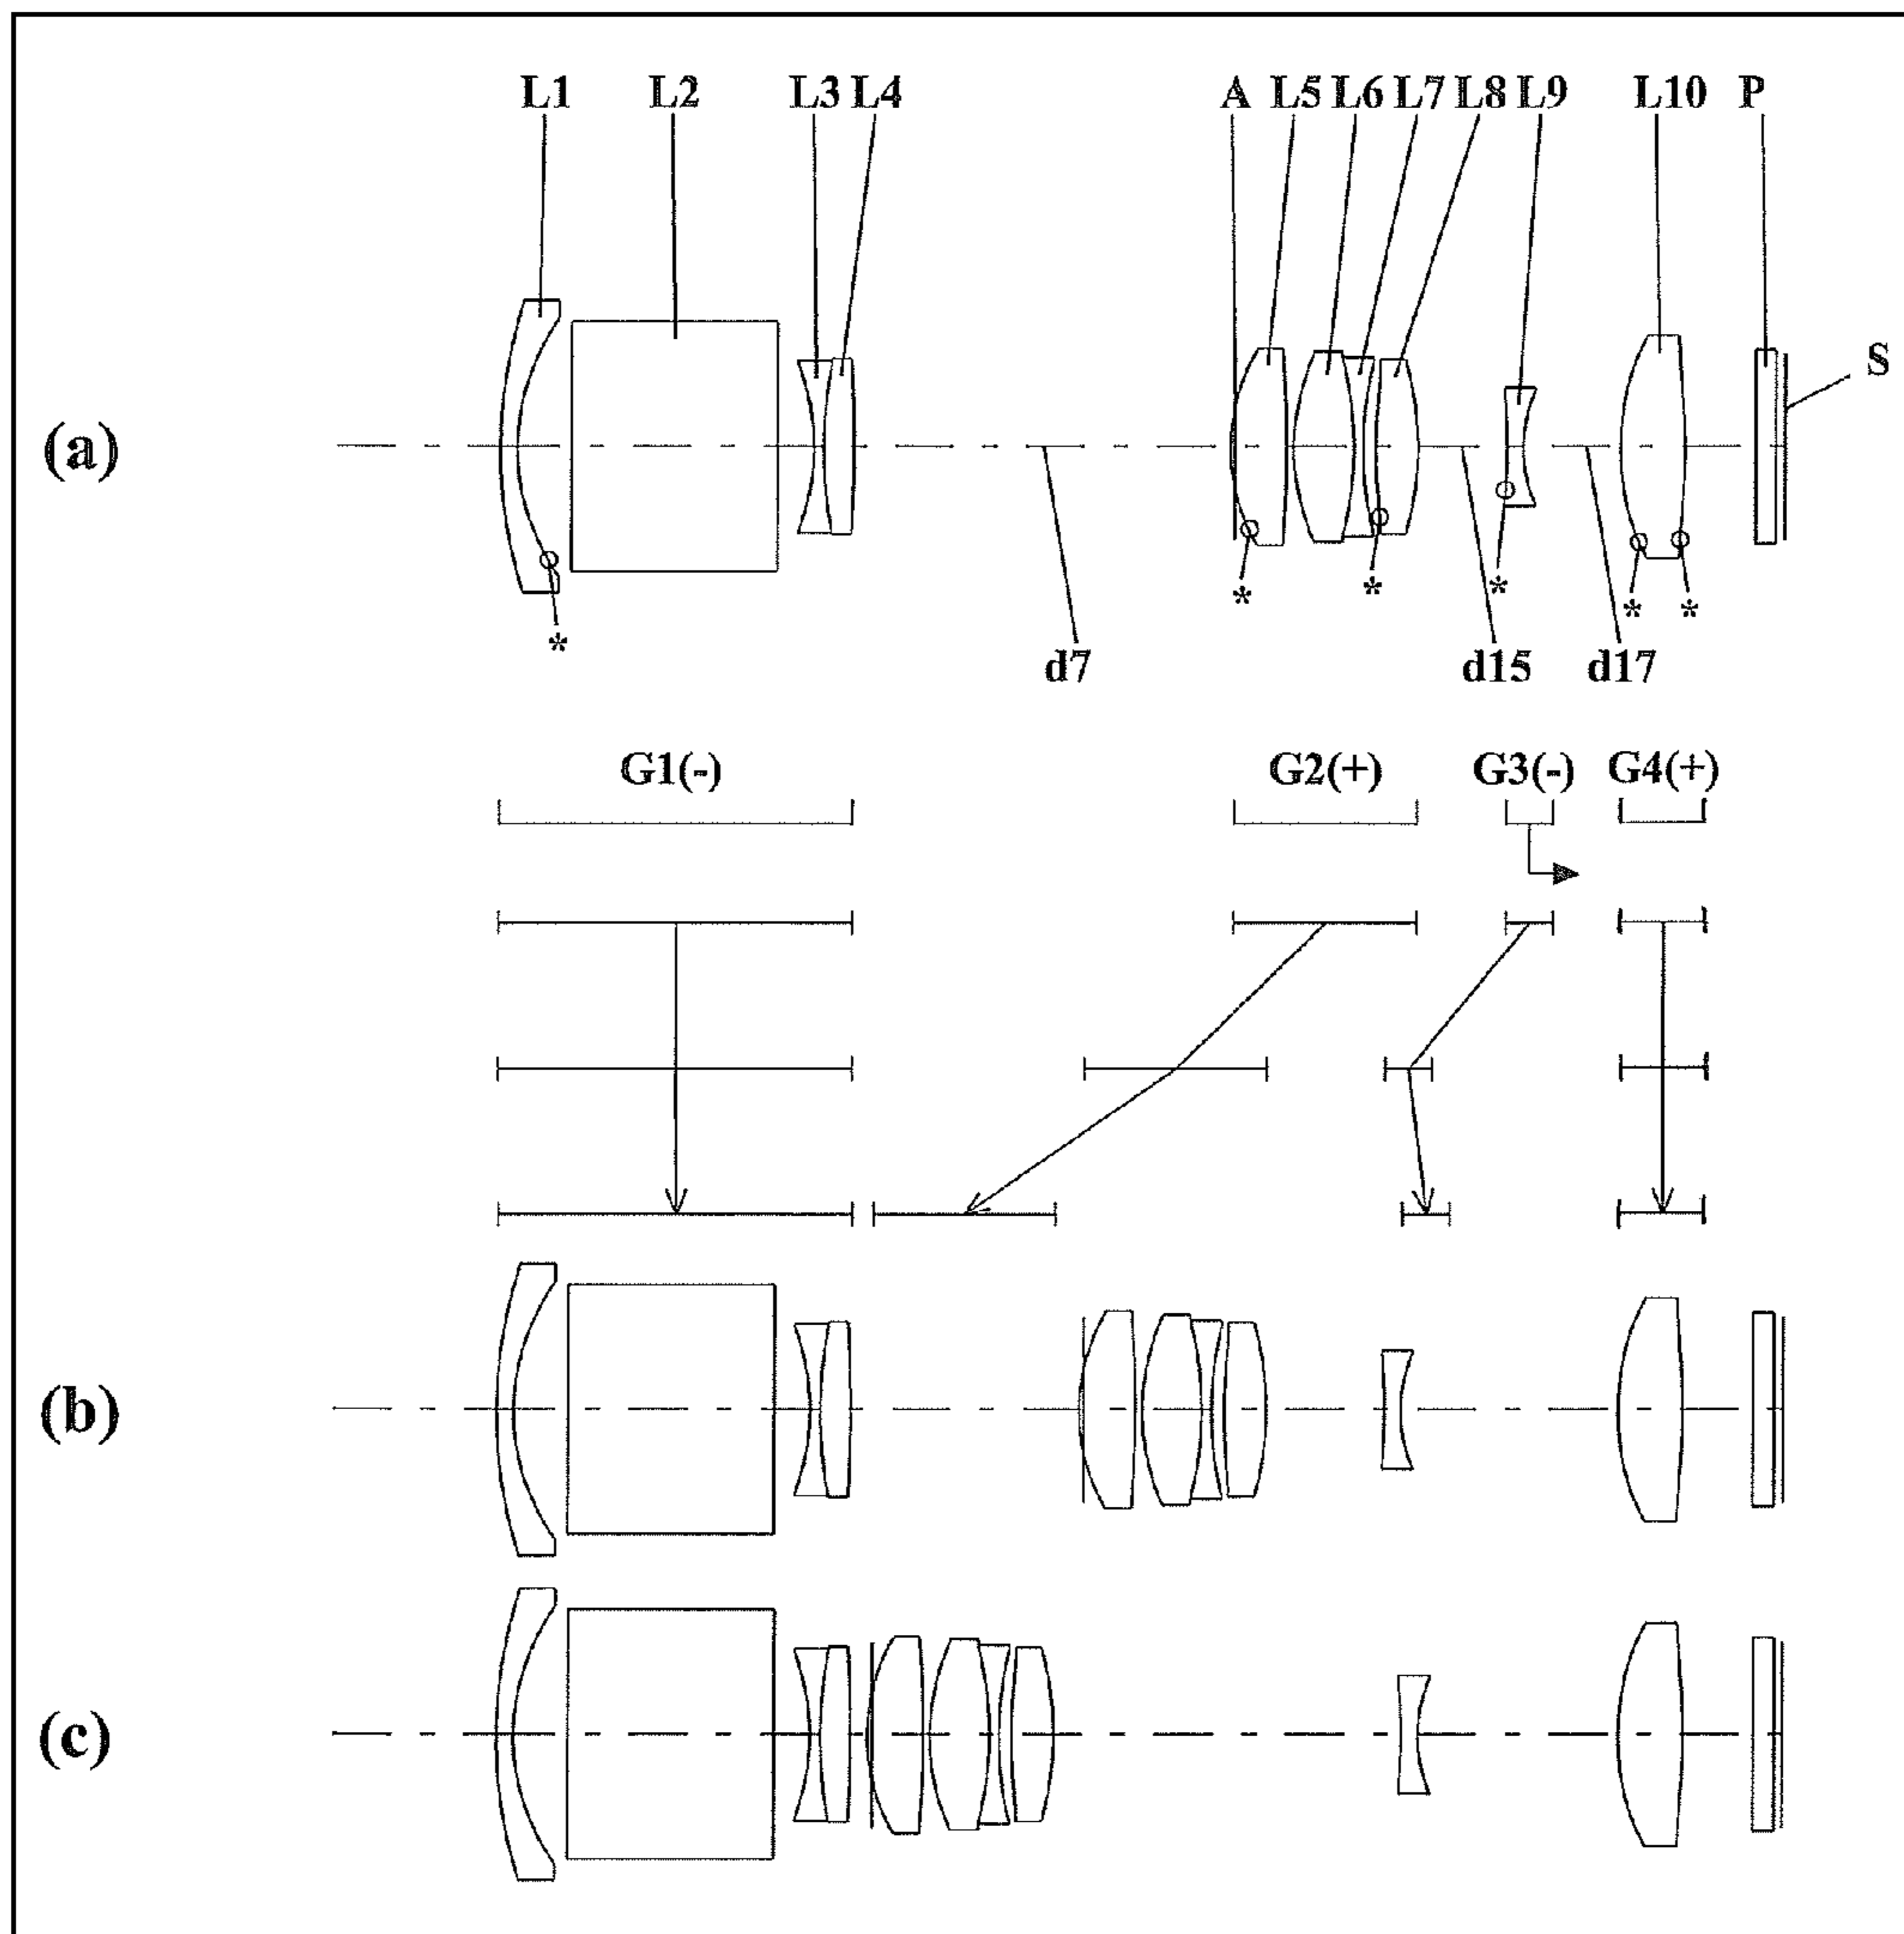 L1 L2 L3 L4 A L5 L6 L7 L8 L9 L10 P
S
(a)
* * * * * *
d7 d15 d17
G1(-) G2(+) G3(-) G4(+)
(b)
(c)